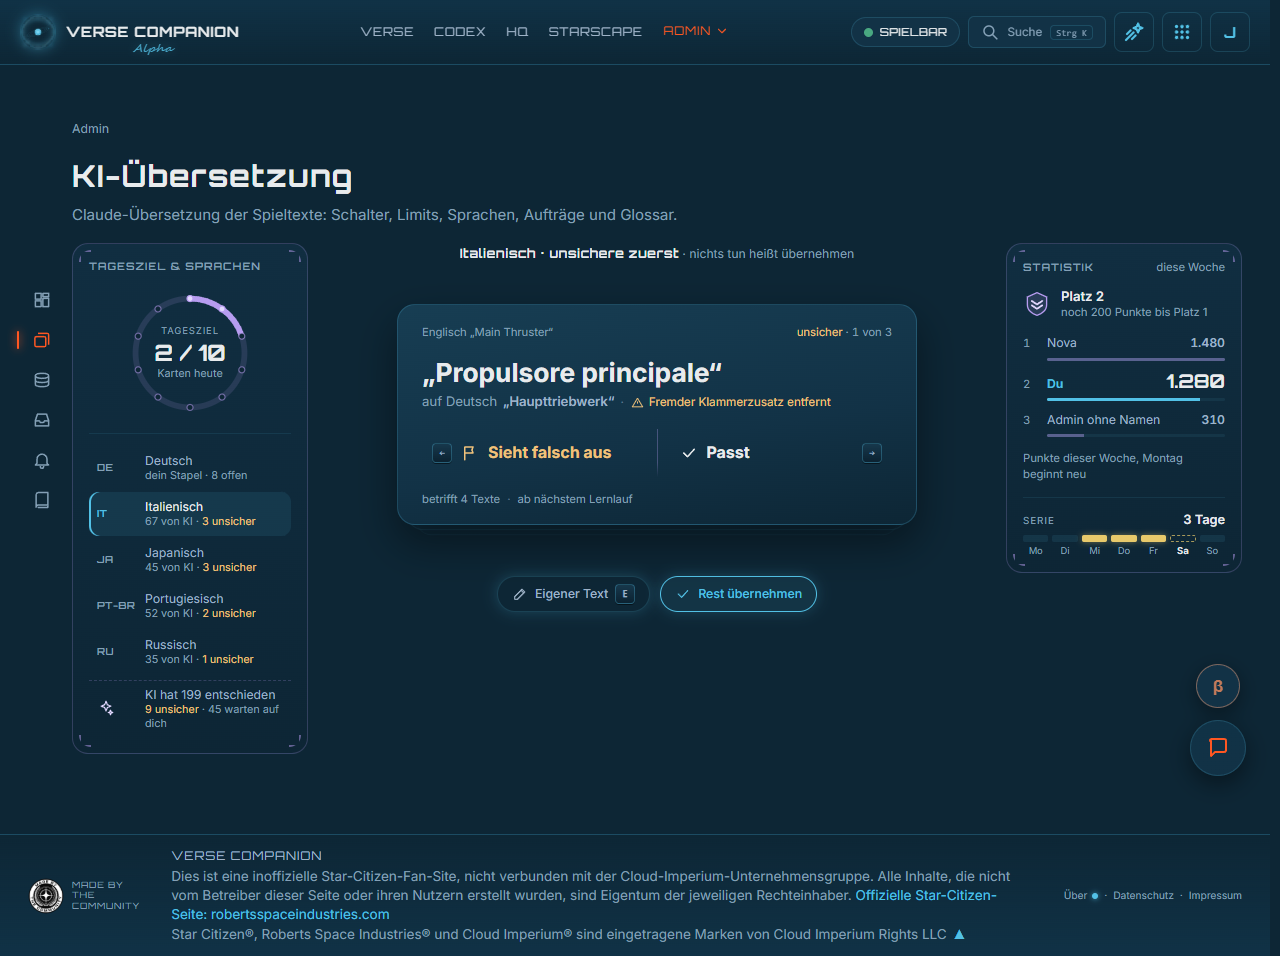 VERSE COMPANION
Alpha
VERSE CODEX HQ STARSCAPE ADMIN
SPIELBAR
Suche Strg K
J
Admin
KI-Übersetzung
Claude-Übersetzung der Spieltexte: Schalter, Limits, Sprachen, Aufträge und Glossar.
TAGESZIEL & SPRACHEN
TAGESZIEL
2 / 10
Karten heute
DE
Deutsch
dein Stapel · 8 offen
IT
Italienisch
67 von KI · 3 unsicher
JA
Japanisch
45 von KI · 3 unsicher
PT-BR
Portugiesisch
52 von KI · 2 unsicher
RU
Russisch
35 von KI · 1 unsicher
KI hat 199 entschieden
9 unsicher · 45 warten auf
dich
Italienisch · unsichere zuerst · nichts tun heißt übernehmen
Englisch „Main Thruster“
unsicher · 1 von 3
„Propulsore principale“
auf Deutsch „Haupttriebwerk“ · Fremder Klammerzusatz entfernt
← Sieht falsch aus
Passt →
betrifft 4 Texte · ab nächstem Lernlauf
Eigener Text E
Rest übernehmen
STATISTIK
diese Woche
Platz 2
noch 200 Punkte bis Platz 1
1 Nova 1.480
2 Du 1.280
3 Admin ohne Namen 310
Punkte dieser Woche, Montag
beginnt neu
SERIE
3 Tage
Mo Di Mi Do Fr Sa So
β
MADE BY
THE
COMMUNITY
VERSE COMPANION
Dies ist eine inoffizielle Star-Citizen-Fan-Site, nicht verbunden mit der Cloud-Imperium-Unternehmensgruppe. Alle Inhalte, die nicht
vom Betreiber dieser Seite oder ihren Nutzern erstellt wurden, sind Eigentum der jeweiligen Rechteinhaber. Offizielle Star-Citizen-
Seite: robertsspaceindustries.com
Star Citizen®, Roberts Space Industries® und Cloud Imperium® sind eingetragene Marken von Cloud Imperium Rights LLC ▲
Über · Datenschutz · Impressum